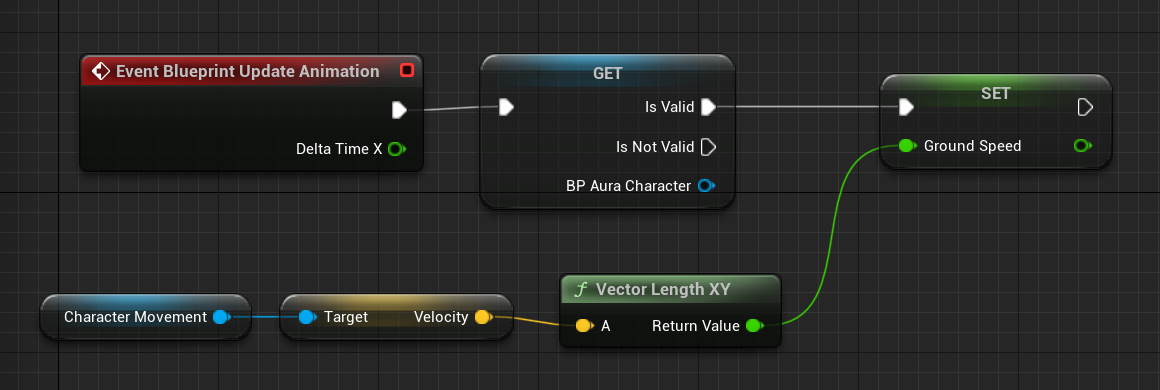 Event Blueprint Update Animation
Delta Time X
GET
Is Valid
Is Not Valid
BP Aura Character
SET
Ground Speed
Character Movement
Target Velocity
f Vector Length XY
A Return Value